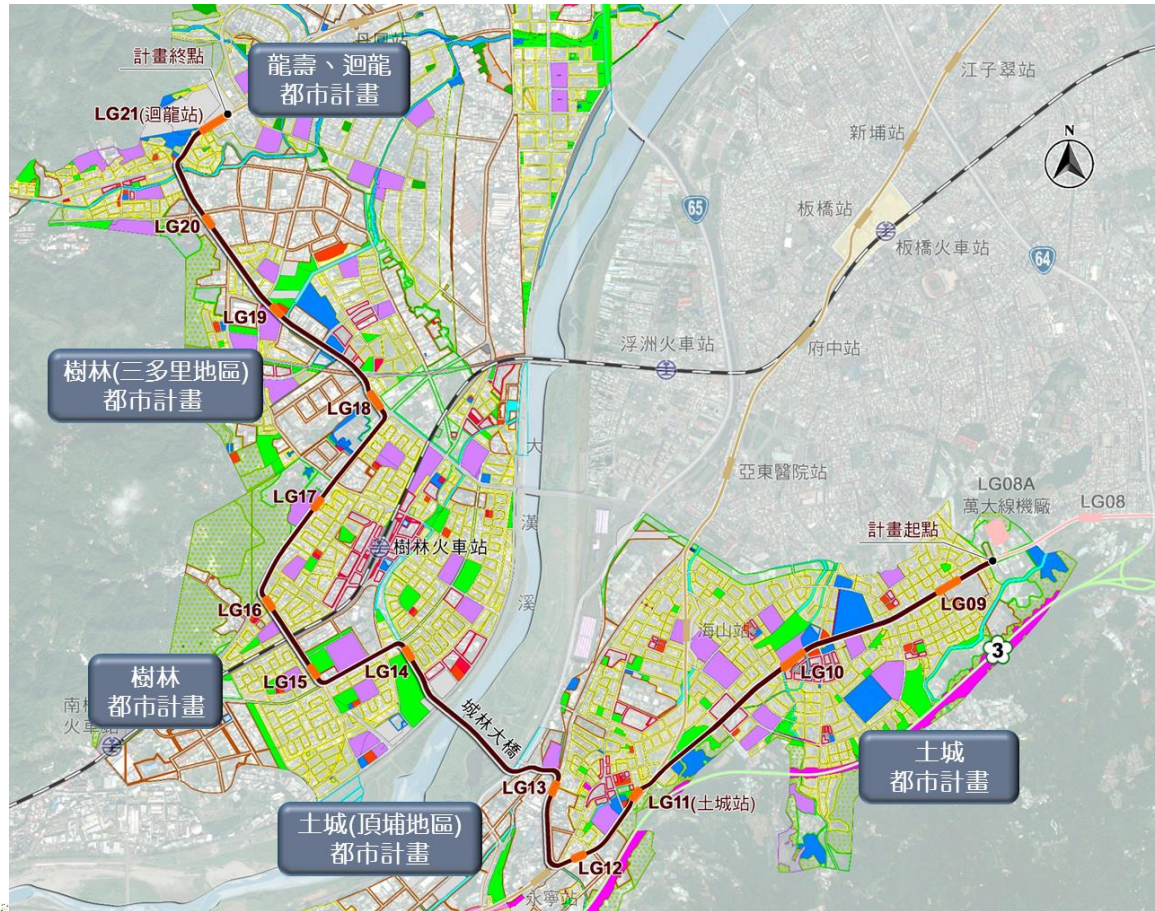 丹鳳站
龍壽、迴龍
都市計畫
計畫終點
LG21(迴龍站)
江子翠站
新埔站
N
65
板橋站
板橋火車站
64
LG20
LG19
浮洲火車站
府中站
樹林(三多里地區)
都市計畫
LG18
大
漢
溪
亞東醫院站
LG08A
萬大線機廠
LG08
LG17
計畫起點
樹林火車站
LG16
LG09
海山站
3
LG10
LG14
LG15
樹林
都市計畫
火車站
城林大橋
土城
都市計畫
LG13
LG11(土城站)
土城(頂埔地區)
都市計畫
LG12
永寧站